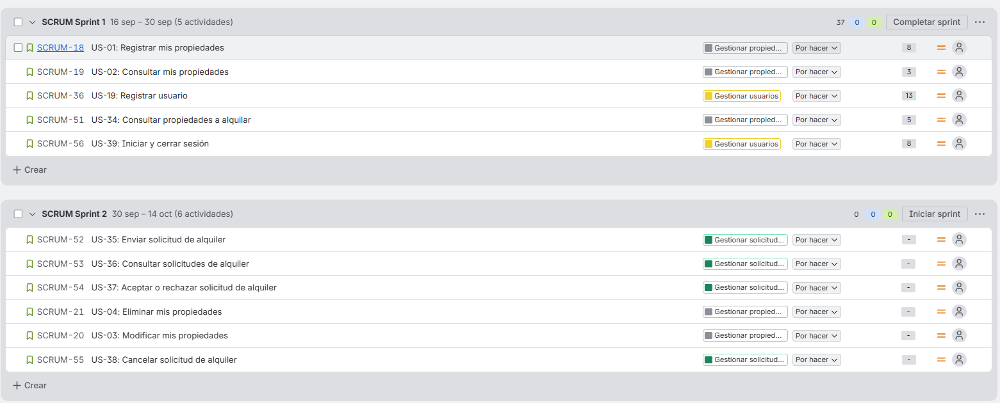 SCRUM Sprint 1 16 sep – 30 sep (5 actividades) 37 0 0 Completar sprint ...
SCRUM-18 US-01: Registrar mis propiedades Gestionar propied... Por hacer 8
SCRUM-19 US-02: Consultar mis propiedades Gestionar propied... Por hacer 3
SCRUM-36 US-19: Registrar usuario Gestionar usuarios Por hacer 13
SCRUM-51 US-34: Consultar propiedades a alquilar Gestionar propied... Por hacer 5
SCRUM-56 US-39: Iniciar y cerrar sesión Gestionar usuarios Por hacer 8
+ Crear
SCRUM Sprint 2 30 sep – 14 oct (6 actividades) 0 0 0 Iniciar sprint ...
SCRUM-52 US-35: Enviar solicitud de alquiler Gestionar solicitud... Por hacer -
SCRUM-53 US-36: Consultar solicitudes de alquiler Gestionar solicitud... Por hacer -
SCRUM-54 US-37: Aceptar o rechazar solicitud de alquiler Gestionar solicitud... Por hacer -
SCRUM-21 US-04: Eliminar mis propiedades Gestionar propied... Por hacer -
SCRUM-20 US-03: Modificar mis propiedades Gestionar propied... Por hacer -
SCRUM-55 US-38: Cancelar solicitud de alquiler Gestionar solicitud... Por hacer -
+ Crear